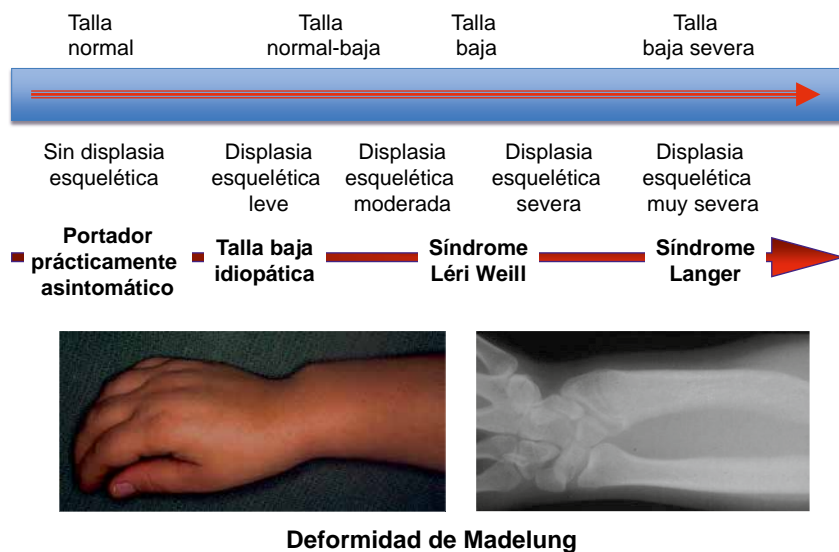 Talla
normal
Talla
normal-baja
Talla
baja
Talla
baja severa
Sin displasia
esquelética
Displasia
esquelética
leve
Displasia
esquelética
moderada
Displasia
esquelética
severa
Displasia
esquelética
muy severa
Portador
prácticamente
asintomático
Talla baja
idiopática
Síndrome
Léri Weill
Síndrome
Langer
Deformidad de Madelung